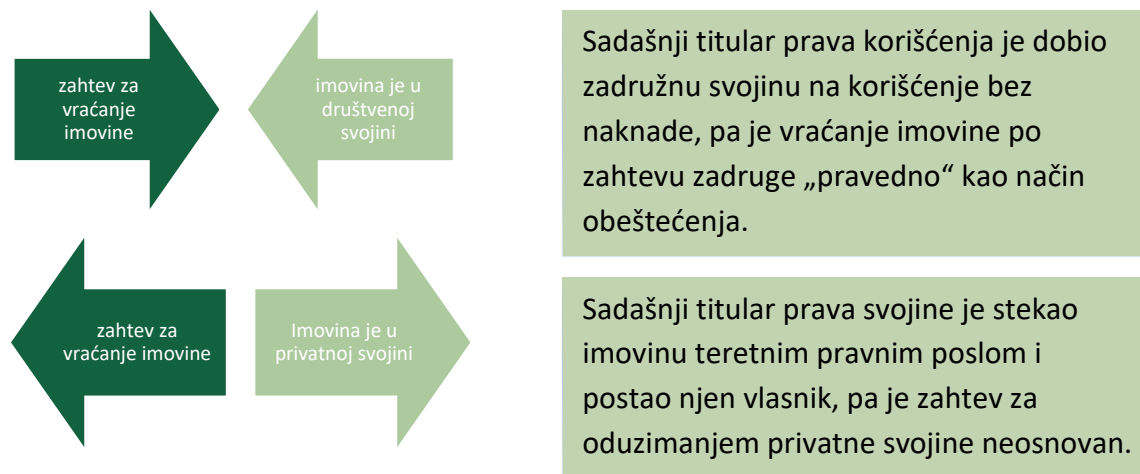 zahtev za
vraćanje
imovine
imovina je u
društvenoj
svojini
Sadašnji titular prava korišćenja je dobio
zadružnu svojinu na korišćenje bez
naknade, pa je vraćanje imovine po
zahtevu zadruge „pravedno“ kao način
obeštećenja.
zahtev za
vraćanje imovine
Imovina je u
privatnoj svojini
Sadašnji titular prava svojine je stekao
imovinu teretnim pravnim poslom i
postao njen vlasnik, pa je zahtev za
oduzimanjem privatne svojine neosnovan.